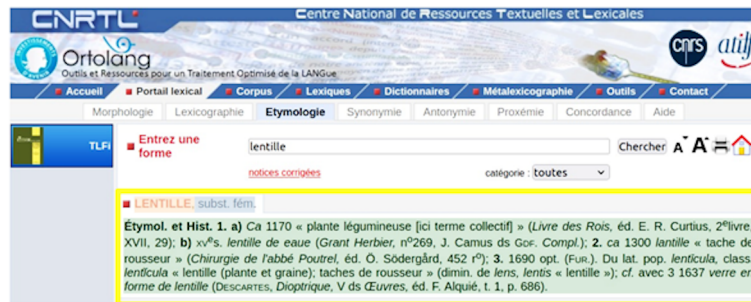 CNRTL
Centre National de Ressources Textuelles et Lexicales
Ortolang
Outils et Ressources pour un Traitement Optimisé de la LANGue
cnrs
atilf
Accueil Portail lexical Corpus Lexiques Dictionnaires Métalexicographie Outils Contact
Morphologie Lexicographie Etymologie Synonymie Antonymie Proxémie Concordance Aide
TLFi
Entrez une forme
lentille
Chercher A A
notices corrigées
catégorie : toutes
LENTILLE, subst. fém.
Étymol. et Hist. 1. a) Ca 1170 « plante légumineuse [ici terme collectif] » (Livre des Rois, éd. E. R. Curtius, 2e livre,
XVII, 29); b) xves. lentille de eaue (Grant Herbier, no269, J. Camus ds GDF. Compl.); 2. ca 1300 lantille « tache de
rousseur » (Chirurgie de l'abbé Poutrel, éd. Ö. Södergård, 452 ro); 3. 1690 opt. (FUR.). Du lat. pop. lentīcula, class.
lentĭcula « lentille (plante et graine); taches de rousseur » (dimin. de lens, lentis « lentille »); cf. avec 3 1637 verre en
forme de lentille (DESCARTES, Dioptrique, V ds Œuvres, éd. F. Alquié, t. 1, p. 686).